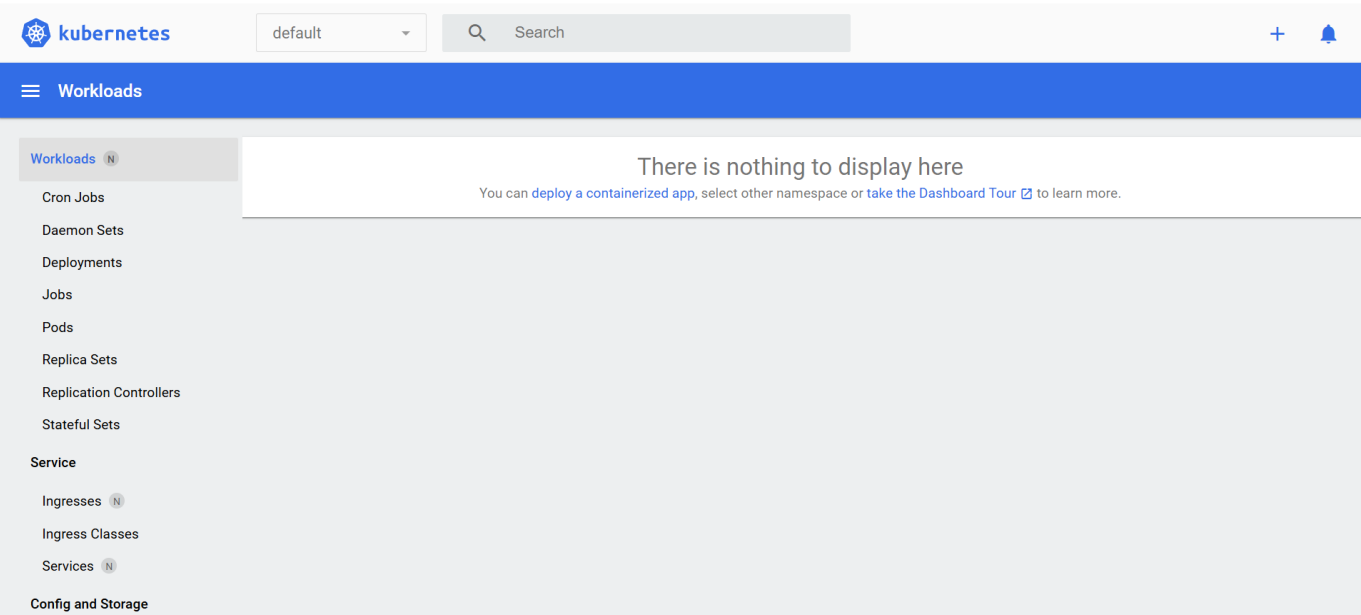 kubernetes
default
Search
Workloads
Workloads N
Cron Jobs
Daemon Sets
Deployments
Jobs
Pods
Replica Sets
Replication Controllers
Stateful Sets
Service
Ingresses N
Ingress Classes
Services N
Config and Storage
There is nothing to display here
You can deploy a containerized app, select other namespace or take the Dashboard Tour to learn more.